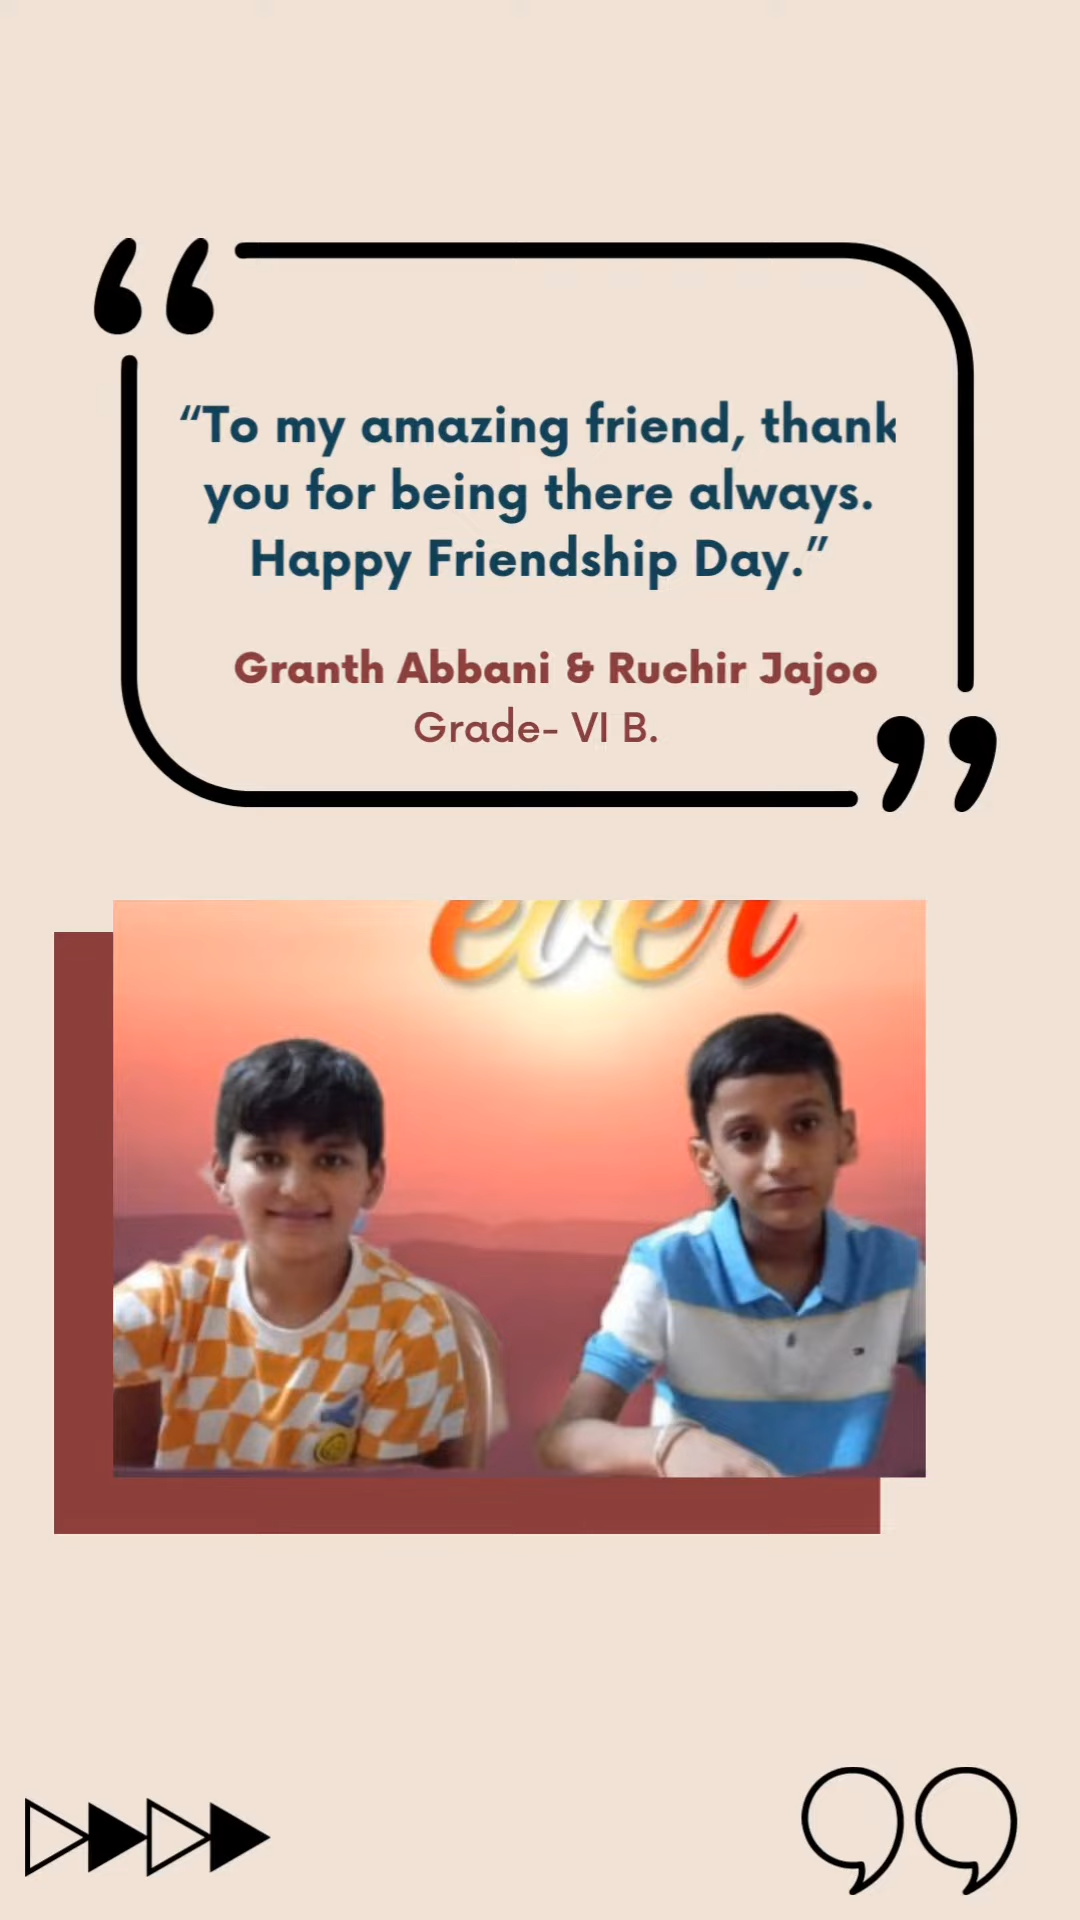 “To my amazing friend, thank
you for being there always.
Happy Friendship Day.”
Granth Abbani & Ruchir Jajoo
Grade- VI B.
ever